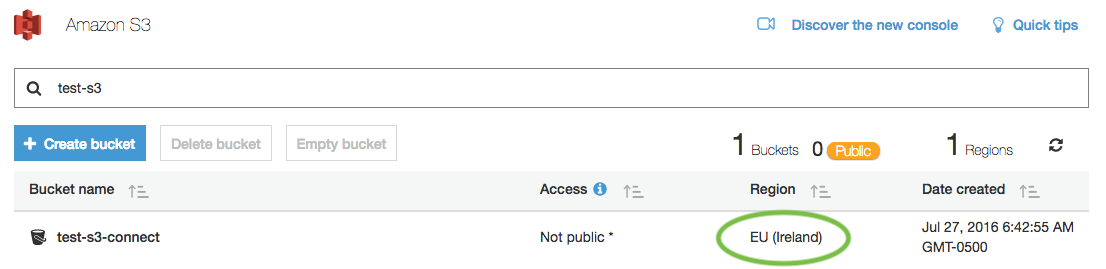 Amazon S3 Discover the new console Quick tips
test-s3
Create bucket Delete bucket Empty bucket 1 Buckets 0 Public 1 Regions
Bucket name Access Region Date created
test-s3-connect Not public * EU (Ireland) Jul 27, 2016 6:42:55 AM
GMT-0500